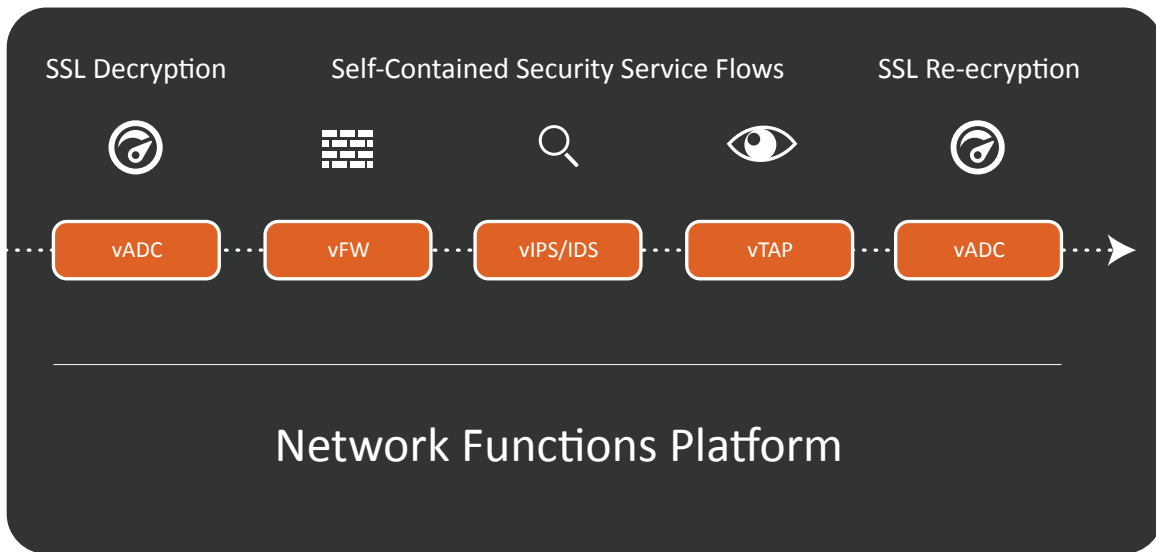 SSL Decryption
Self-Contained Security Service Flows
SSL Re-ecryption
vADC
vFW
vIPS/IDS
vTAP
vADC
Network Functions Platform